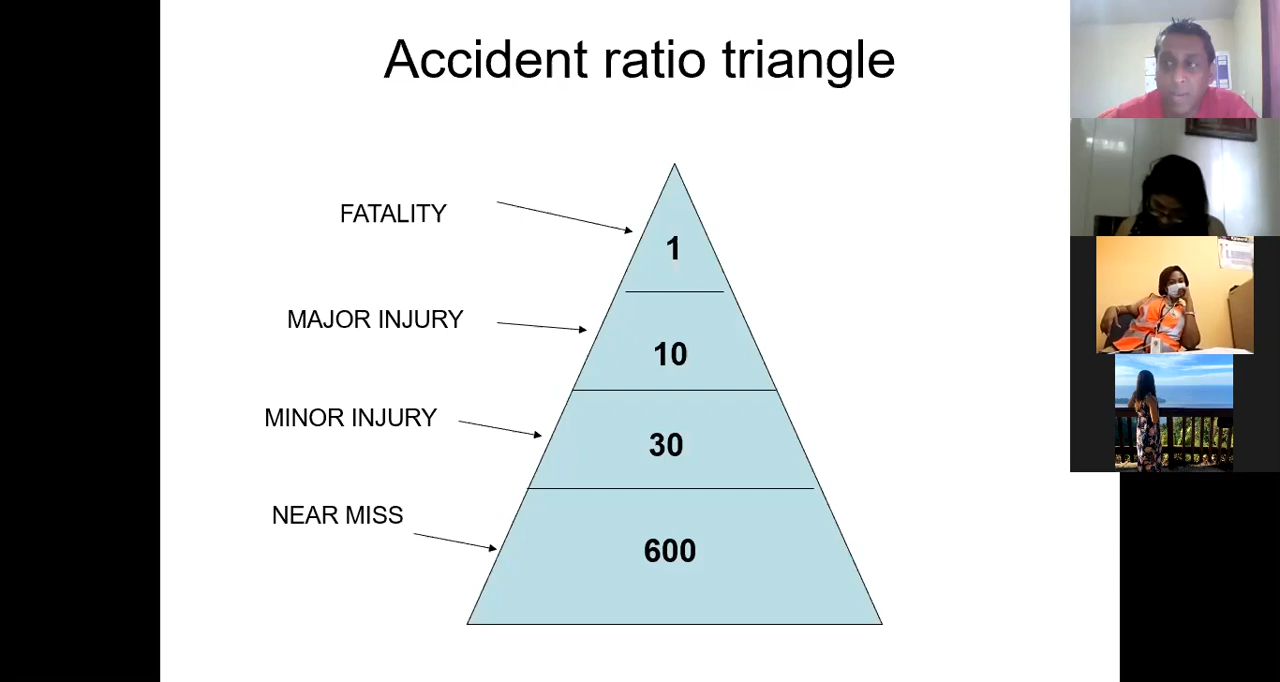 Accident ratio triangle
FATALITY
1
MAJOR INJURY
10
MINOR INJURY
30
NEAR MISS
600